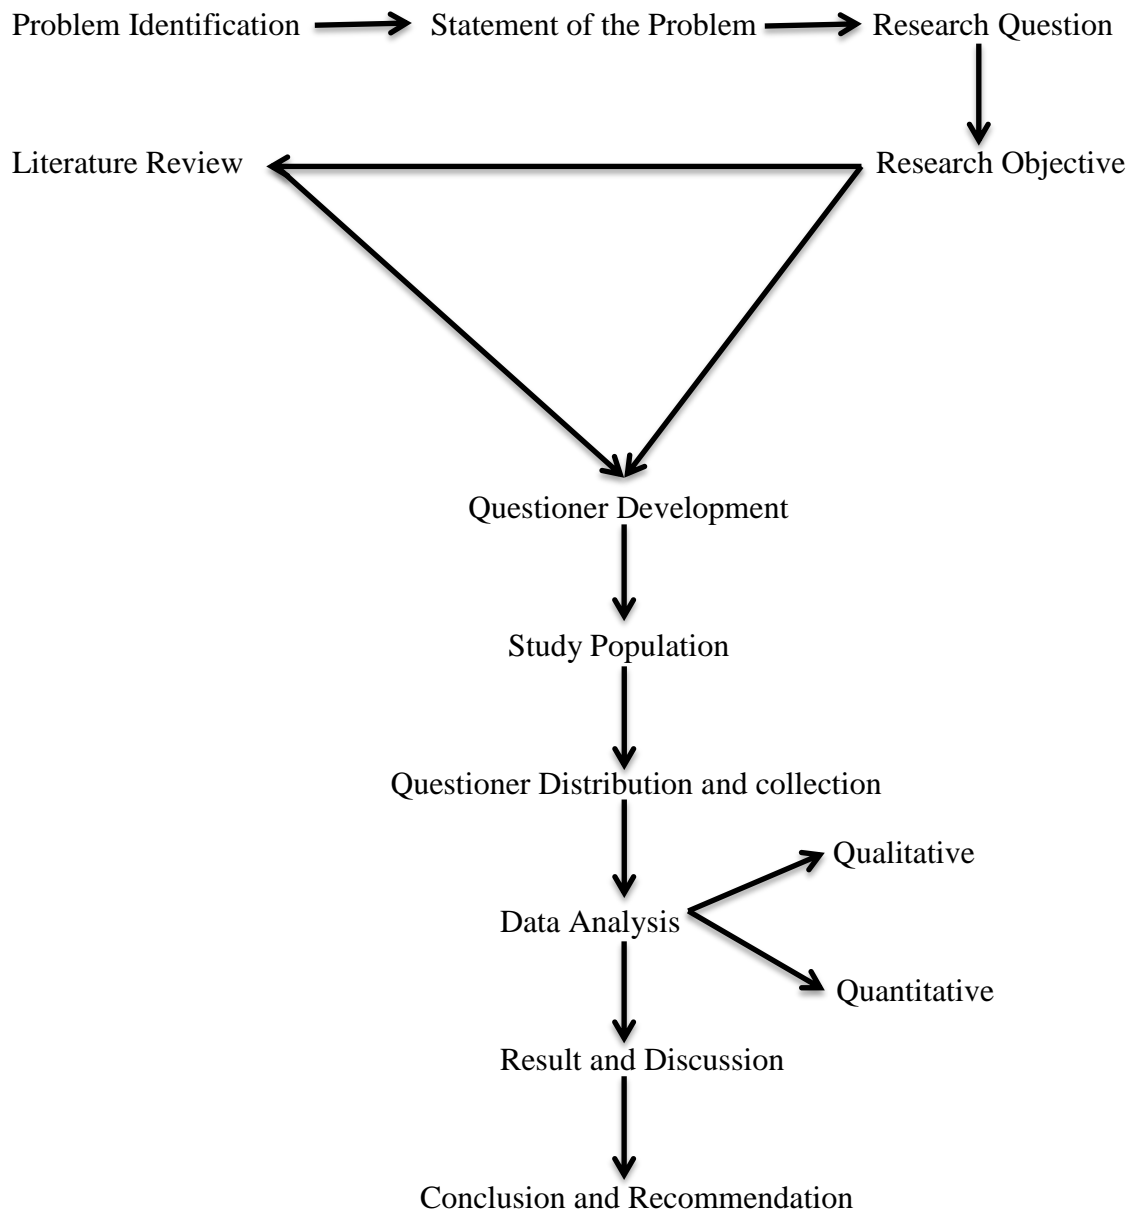 Problem Identification
Statement of the Problem
Research Question
Literature Review
Research Objective
Questioner Development
Study Population
Questioner Distribution and collection
Qualitative
Data Analysis
Quantitative
Result and Discussion
Conclusion and Recommendation